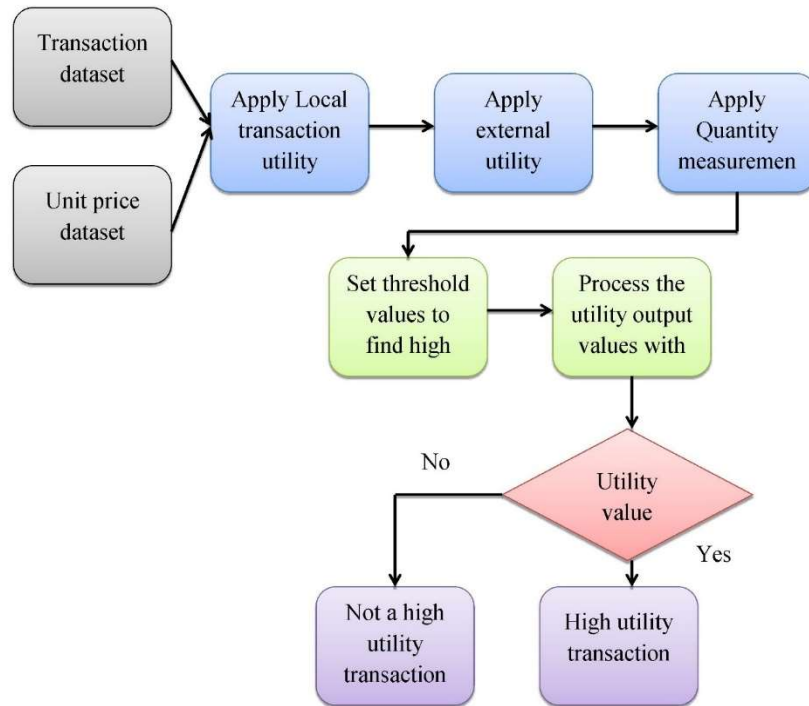 Transaction
dataset
Unit price
dataset
Apply Local
transaction
utility
Apply
external
utility
Apply
Quantity
measuremen
Set threshold
values to
find high
Process the
utility output
values with
Utility
value
No
Yes
Not a high
utility
transaction
High utility
transaction